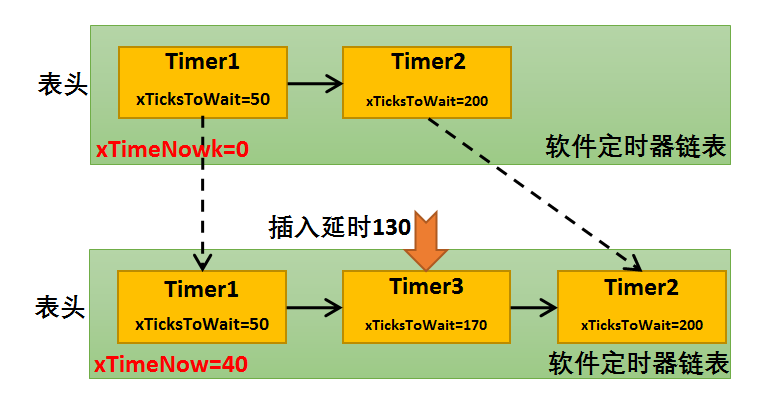 Timer1
Timer2
表头
xTicksToWait=50
xTicksToWait=200
xTimeNowk=0
软件定时器链表
插入延时130
Timer1
Timer3
Timer2
表头
xTicksToWait=50
xTicksToWait=170
xTicksToWait=200
xTimeNow=40
软件定时器链表